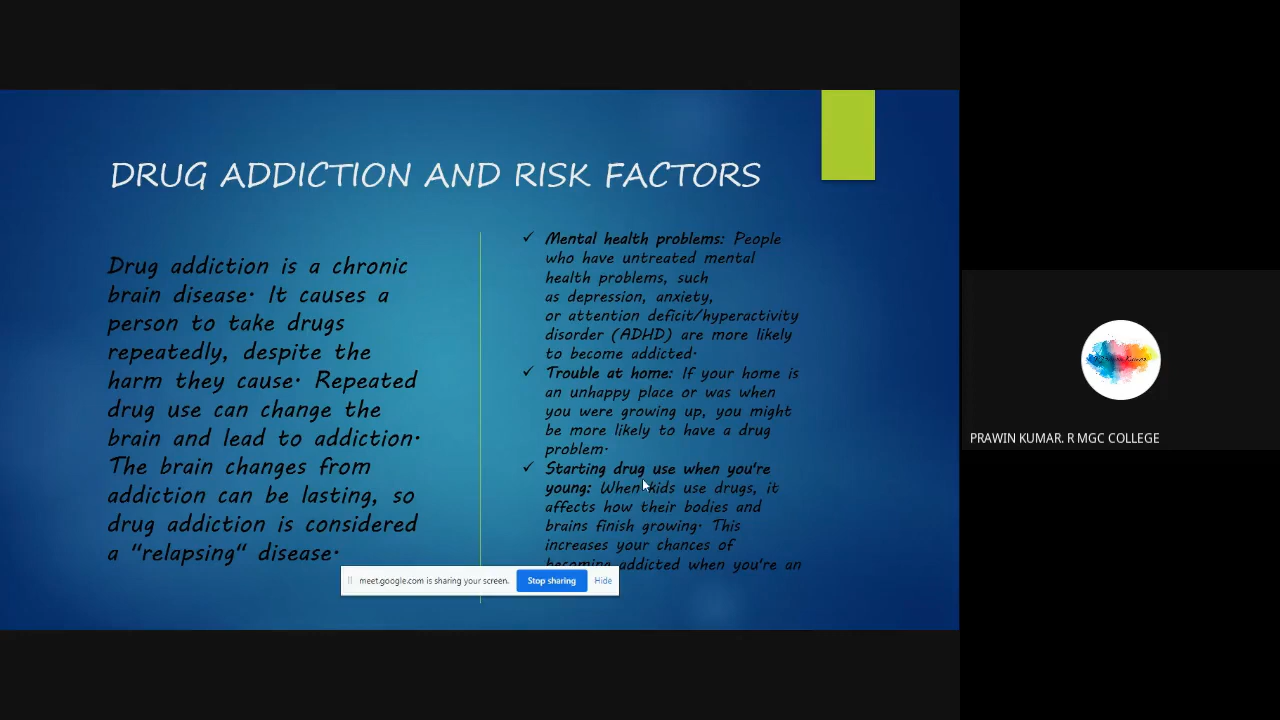 DRUG ADDICTION AND RISK FACTORS
Drug addiction is a chronic
brain disease. It causes a
person to take drugs
repeatedly, despite the
harm they cause. Repeated
drug use can change the
brain and lead to addiction.
The brain changes from
addiction can be lasting, so
drug addiction is considered
a "relapsing" disease.
✓ Mental health problems: People
who have untreated mental
health problems, such
as depression, anxiety,
or attention deficit/hyperactivity
disorder (ADHD) are more likely
to become addicted.
✓ Trouble at home: If your home is
an unhappy place or was when
you were growing up, you might
be more likely to have a drug
problem.
✓ Starting drug use when you're
young: When kids use drugs, it
affects how their bodies and
brains finish growing. This
increases your chances of
becoming addicted when you're an
meet.google.com is sharing your screen.
Stop sharing
Hide
PRAWIN KUMAR. R MGC COLLEGE